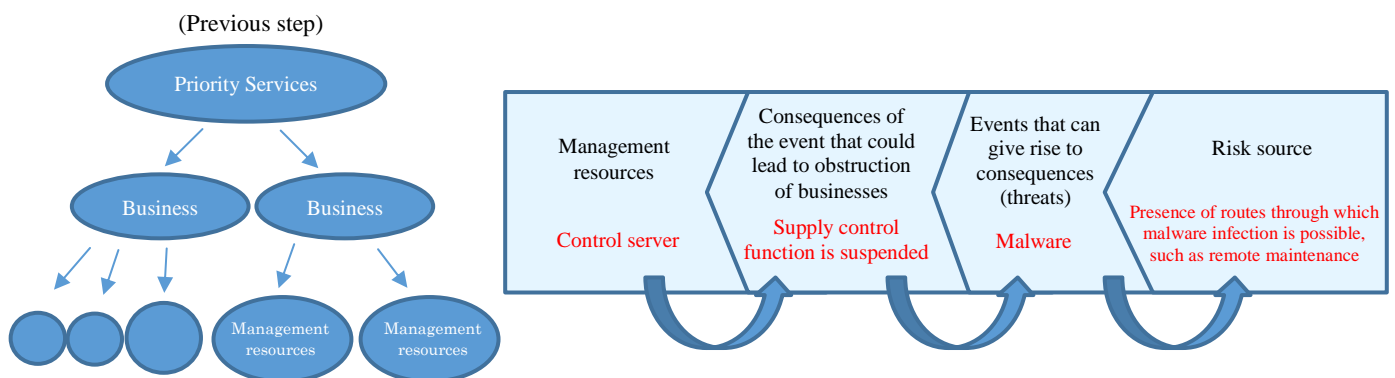 (Previous step)
Priority Services
Business
Business
Management
resources
Management
resources
Management
resources
Control server
Consequences of
the event that could
lead to obstruction
of businesses
Supply control
function is suspended
Events that can
give rise to
consequences
(threats)
Malware
Risk source
Presence of routes through which
malware infection is possible,
such as remote maintenance